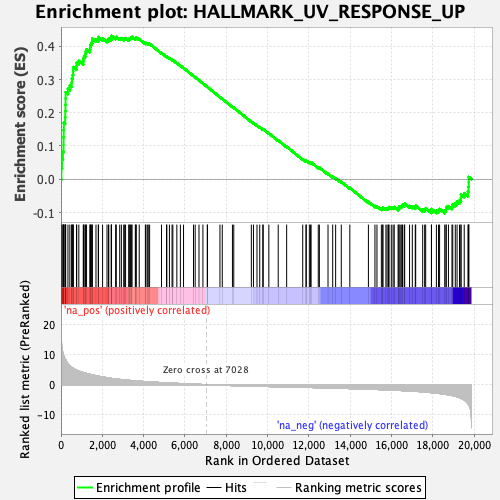 Enrichment plot: HALLMARK_UV_RESPONSE_UP
Enrichment score (ES)
0.4
0.3
0.2
0.1
0.0
-0.1
'na_pos' (positively correlated)
Ranked list metric (PreRanked)
20
10
0
-10
Zero cross at 7028
'na_neg' (negatively correlated)
0
2,000
4,000
6,000
8,000
10,000
12,000
14,000
16,000
18,000
20,000
Rank in Ordered Dataset
Enrichment profile
Hits
Ranking metric scores